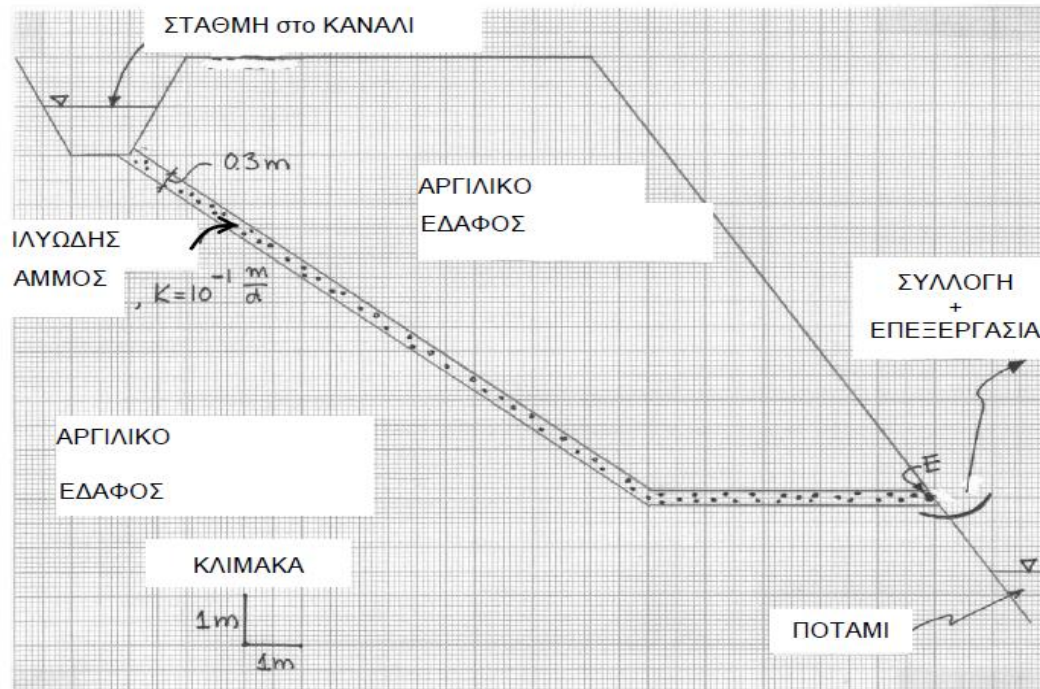 ΣΤΑΘΜΗ στο ΚΑΝΑΛΙ
0.3m
ΑΡΓΙΛΙΚΟ
ΕΔΑΦΟΣ
ΙΛΥΩΔΗΣ
ΑΜΜΟΣ
, K=10⁻¹ m/d
ΣΥΛΛΟΓΗ
+
ΕΠΕΞΕΡΓΑΣΙΑ
E
ΑΡΓΙΛΙΚΟ
ΕΔΑΦΟΣ
ΚΛΙΜΑΚΑ
1m
1m
ΠΟΤΑΜΙ